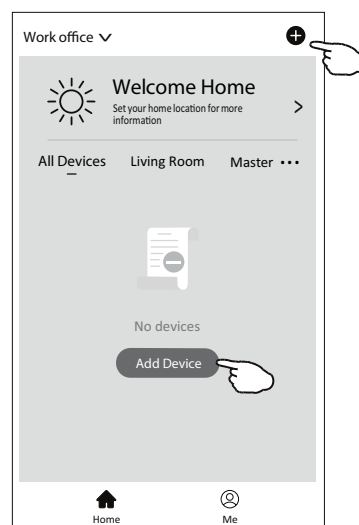 Work office
Welcome Home
Set your home location for more
information
All Devices Living Room Master
No devices
Add Device
Home Me